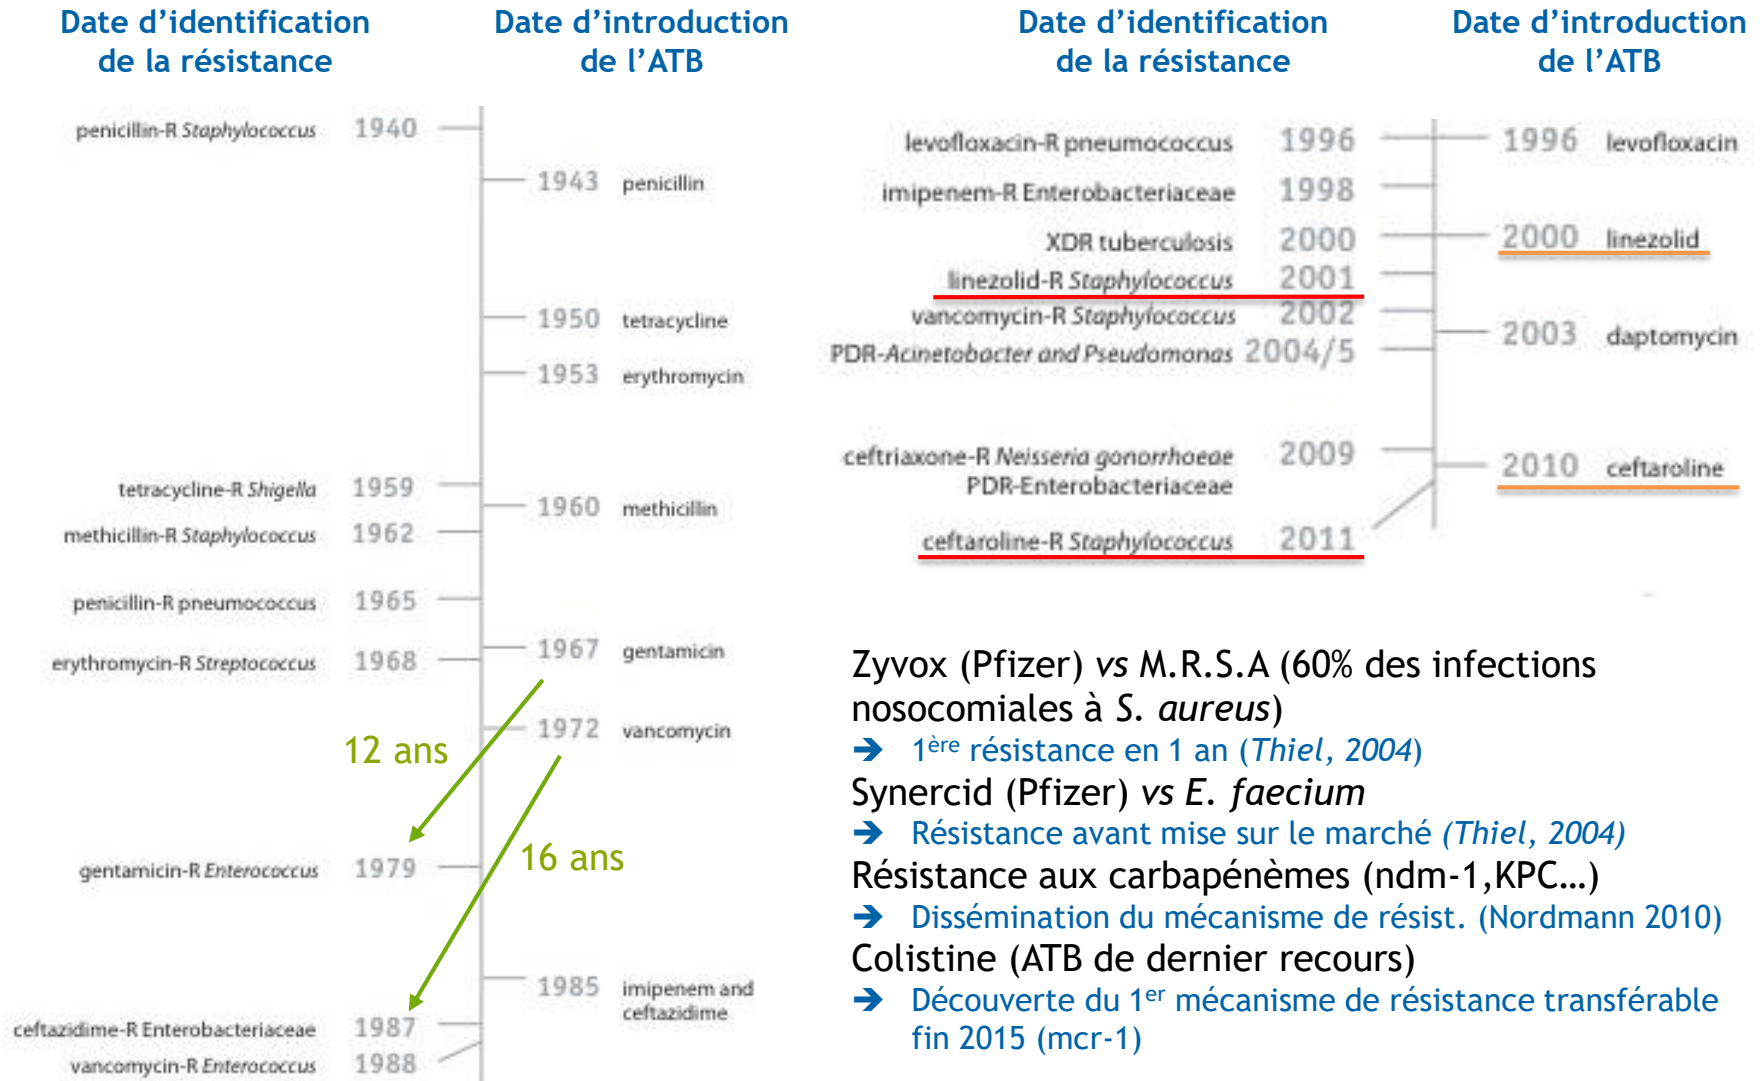 Date d’identification
de la résistance
Date d’introduction
de l’ATB
penicillin-R Staphylococcus 1940
1943 penicillin
1950 tetracycline
1953 erythromycin
tetracycline-R Shigella 1959
1960 methicillin
methicillin-R Staphylococcus 1962
penicillin-R pneumococcus 1965
1967 gentamicin
erythromycin-R Streptococcus 1968
1972 vancomycin
12 ans
16 ans
gentamicin-R Enterococcus 1979
1985 imipenem and
ceftazidime
ceftazidime-R Enterobacteriaceae 1987
vancomycin-R Enterococcus 1988
Date d’identification
de la résistance
Date d’introduction
de l’ATB
levofloxacin-R pneumococcus 1996
1996 levofloxacin
imipenem-R Enterobacteriaceae 1998
XDR tuberculosis 2000
2000 linezolid
linezolid-R Staphylococcus 2001
vancomycin-R Staphylococcus 2002
2003 daptomycin
PDR-Acinetobacter and Pseudomonas 2004/5
ceftriaxone-R Neisseria gonorrhoeae 2009
PDR-Enterobacteriaceae
2010 ceftaroline
ceftaroline-R Staphylococcus 2011
Zyvox (Pfizer) vs M.R.S.A (60% des infections
nosocomiales à S. aureus)
➔ 1ère résistance en 1 an (Thiel, 2004)
Synercid (Pfizer) vs E. faecium
➔ Résistance avant mise sur le marché (Thiel, 2004)
Résistance aux carbapénèmes (ndm-1,KPC…)
➔ Dissémination du mécanisme de résist. (Nordmann 2010)
Colistine (ATB de dernier recours)
➔ Découverte du 1er mécanisme de résistance transférable
fin 2015 (mcr-1)